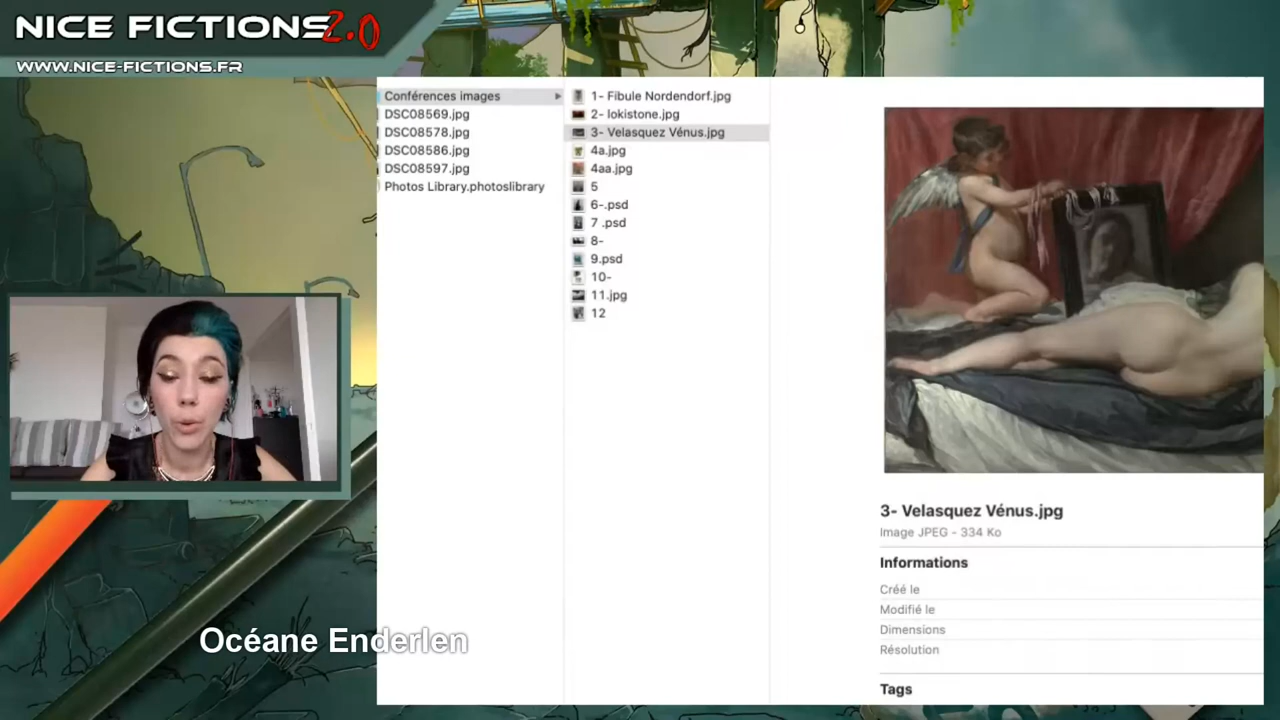 NICE FICTIONS 2.0
WWW.NICE-FICTIONS.FR
Conférences images
DSC08569.jpg
DSC08578.jpg
DSC08586.jpg
DSC08597.jpg
Photos Library.photoslibrary
1- Fibule Nordendorf.jpg
2- lokistone.jpg
3- Velasquez Vénus.jpg
4a.jpg
4aa.jpg
5
6-.psd
7 .psd
8-
9.psd
10-
11.jpg
12
3- Velasquez Vénus.jpg
Image JPEG - 334 Ko
Informations
Créé le
Modifié le
Dimensions
Résolution
Tags
Océane Enderlen